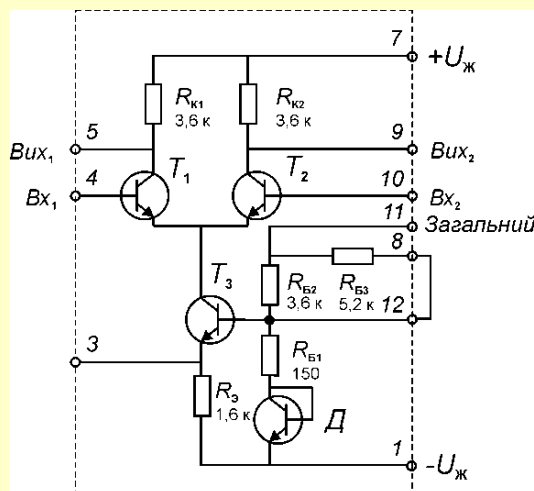 7
+Uж
Rк1
3,6 к
Rк2
3,6 к
5
Вих1
9
Вих2
T1
T2
4
Вх1
10
Вх2
11
Загальний
8
T3
RБ2
3,6 к
RБ3
5,2 к
12
3
RБ1
150
Rэ
1,6 к
Д
1
-Uж